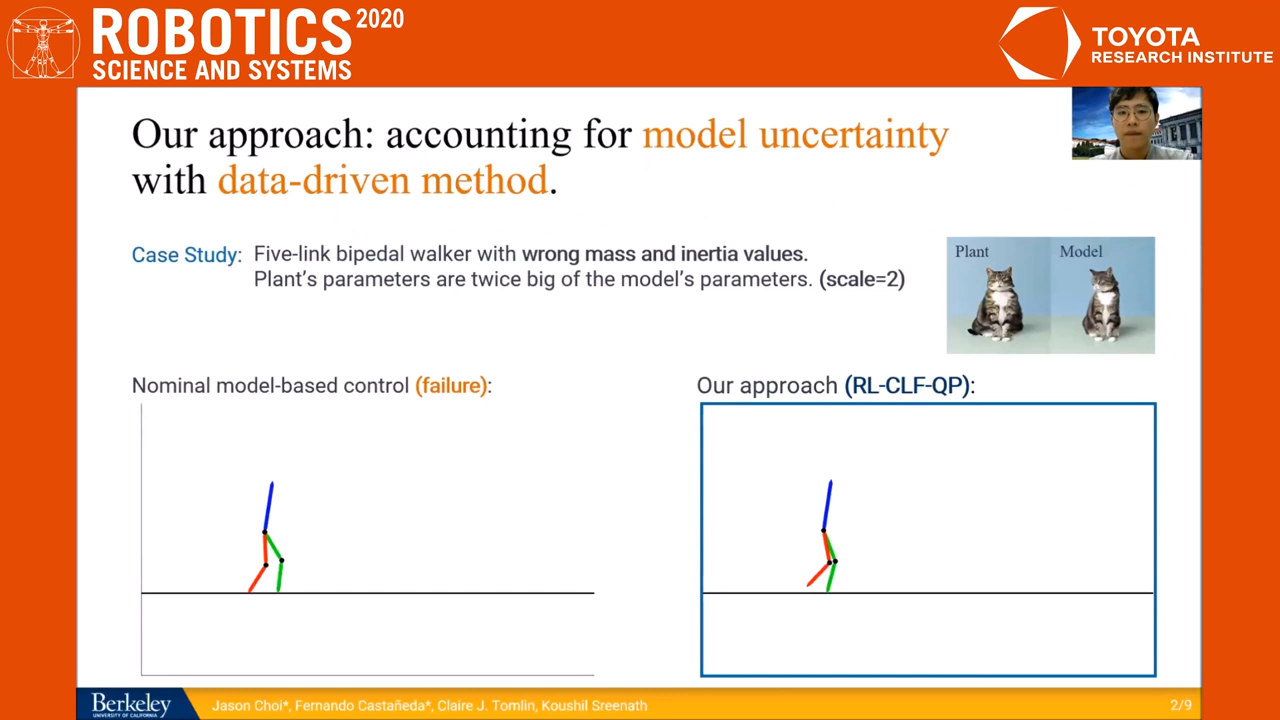 ROBOTICS 2020
SCIENCE AND SYSTEMS
TOYOTA
RESEARCH INSTITUTE
Our approach: accounting for model uncertainty
with data-driven method.
Case Study: Five-link bipedal walker with wrong mass and inertia values.
Plant's parameters are twice big of the model's parameters. (scale=2)
Plant Model
Nominal model-based control (failure):
Our approach (RL-CLF-QP):
Berkeley
UNIVERSITY OF CALIFORNIA
Jason Choi*, Fernando Castañeda*, Claire J. Tomlin, Koushil Sreenath
2/9